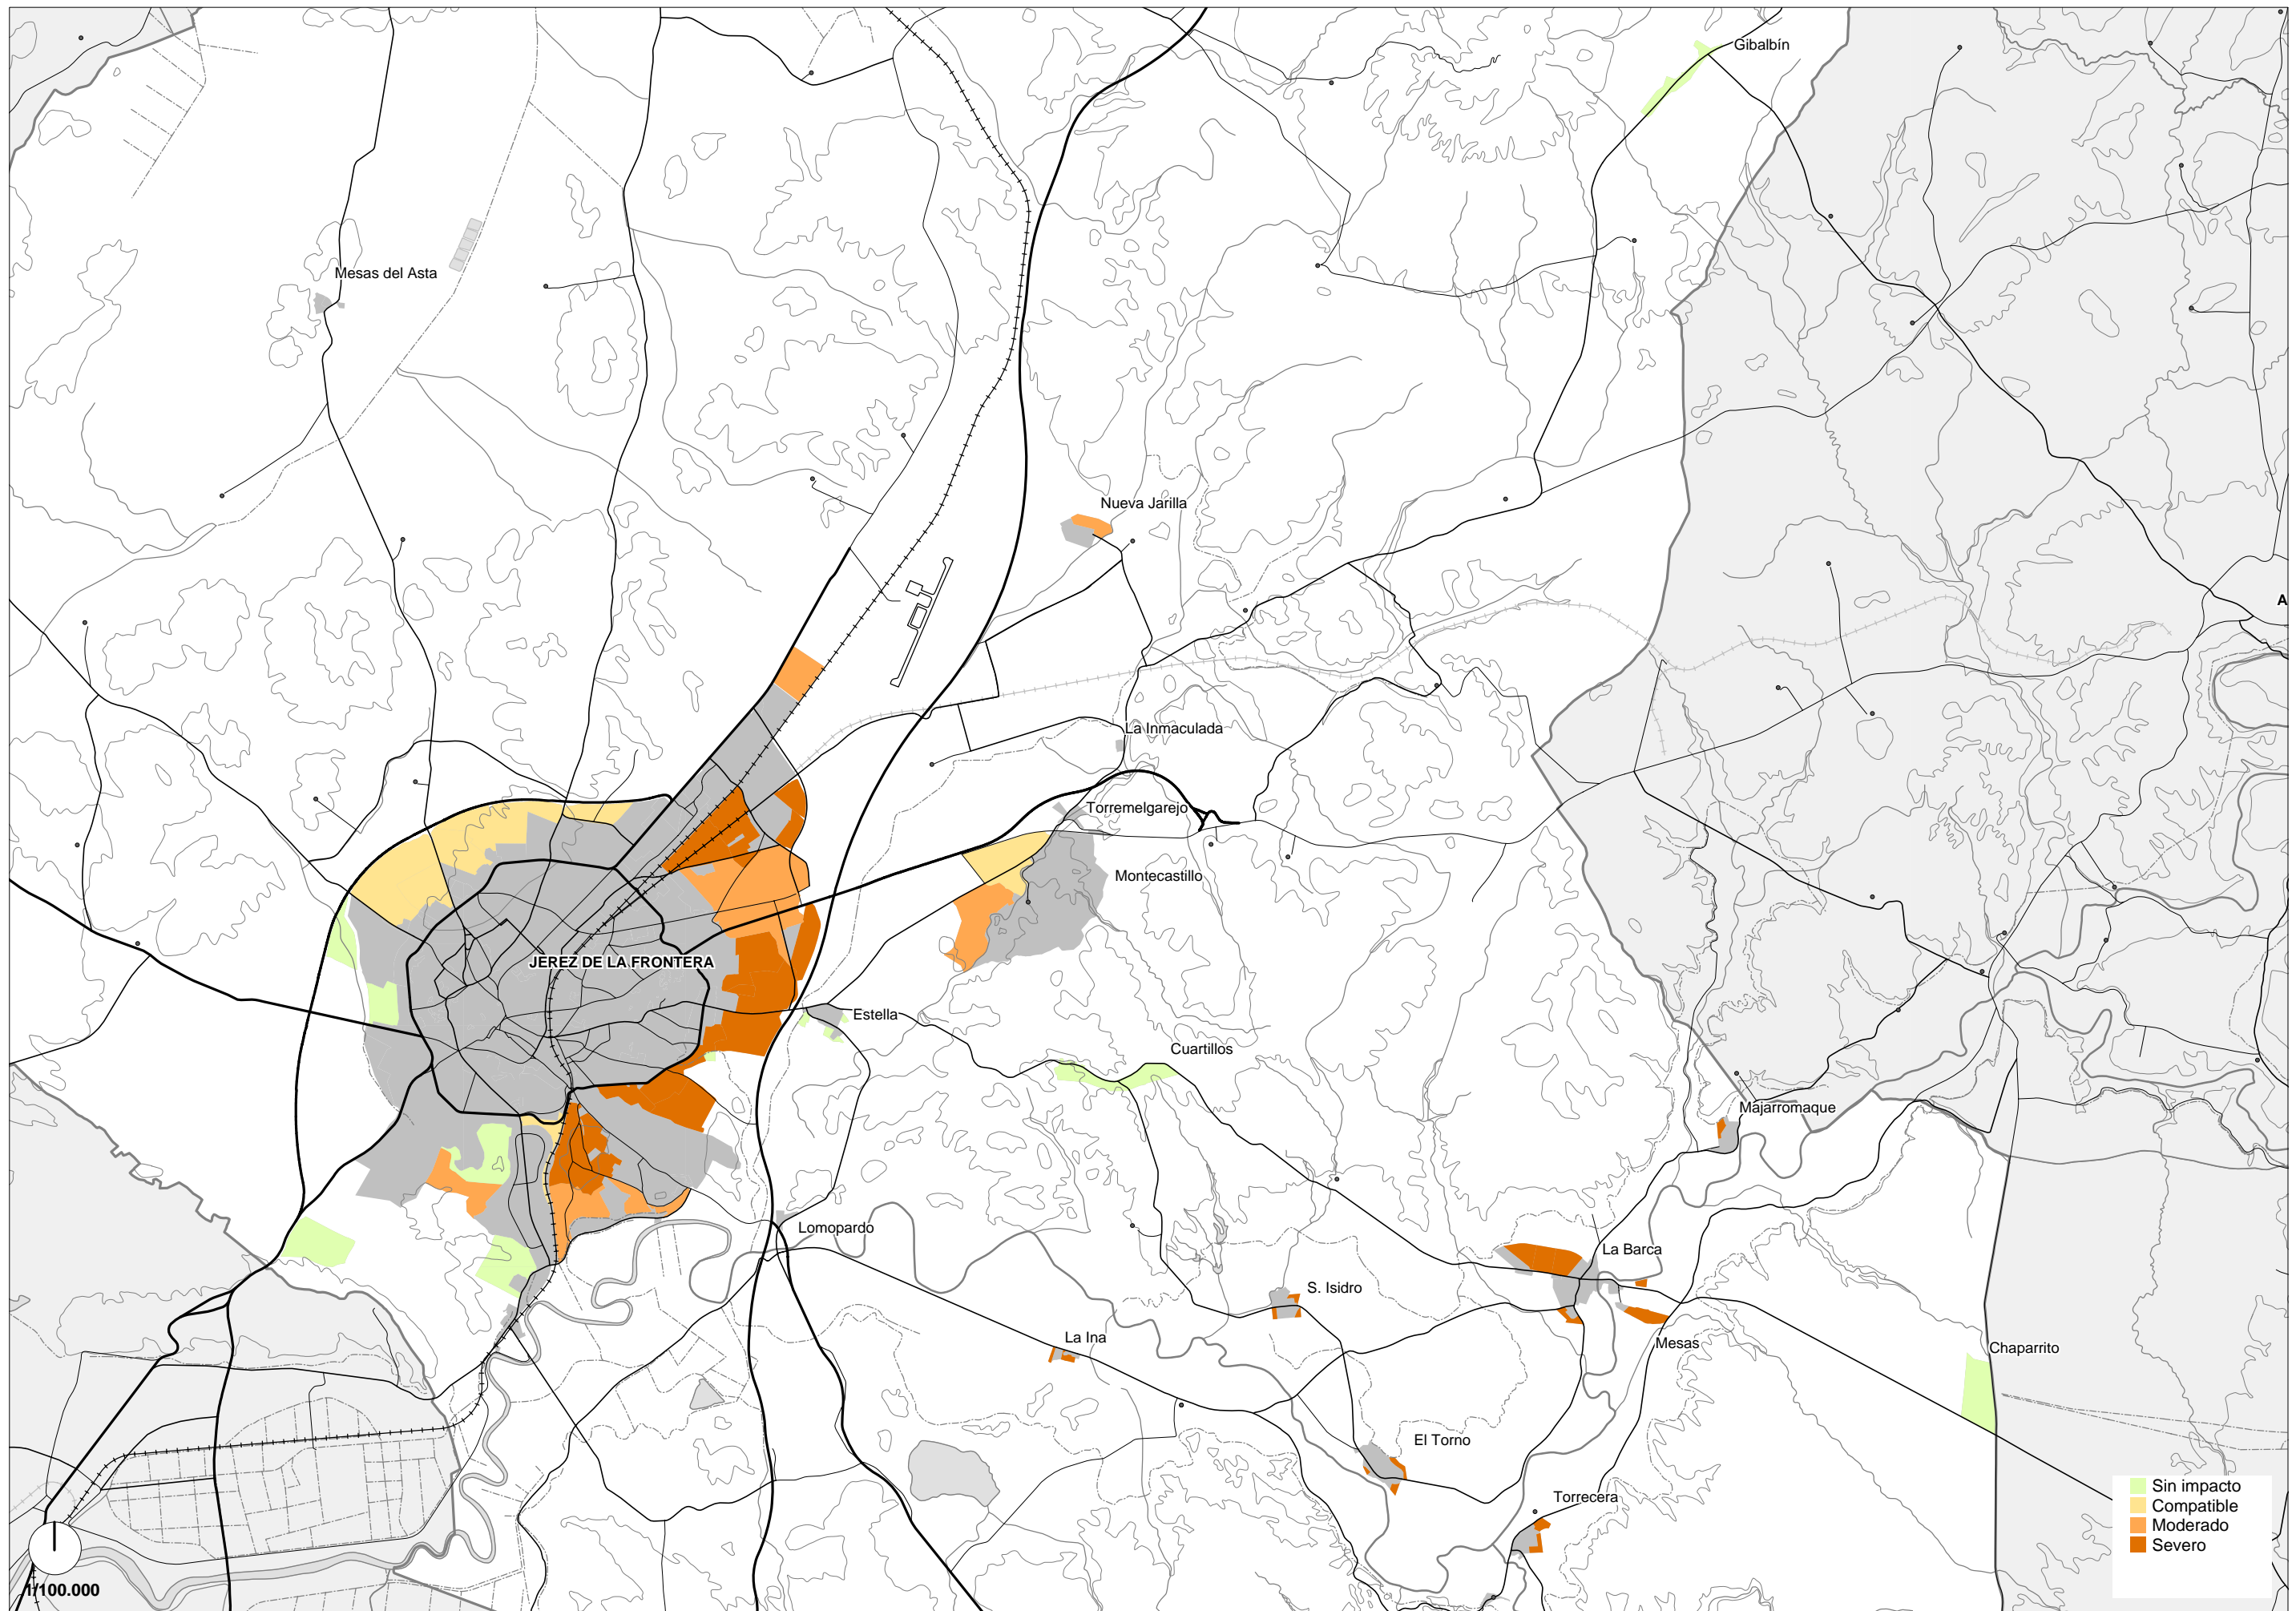 Gibalbín
Mesas del Asta
Nueva Jarilla
A
La Inmaculada
Torremelgarejo
Montecastillo
JEREZ DE LA FRONTERA
Estella
Cuartillos
Majarromaque
Lomopardo
La Barca
S. Isidro
La Ina
Mesas
Chaparrito
El Torno
Torrecera
Sin impacto
Compatible
Moderado
Severo
1/100.000